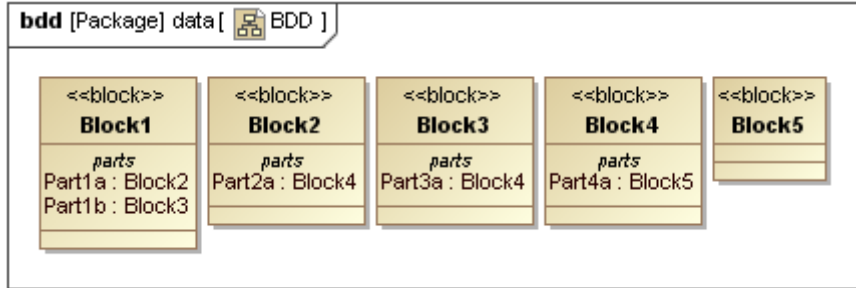 bdd [Package] data [ BDD ]
<<block>>
Block1
parts
Part1a : Block2
Part1b : Block3
<<block>>
Block2
parts
Part2a : Block4
<<block>>
Block3
parts
Part3a : Block4
<<block>>
Block4
parts
Part4a : Block5
<<block>>
Block5